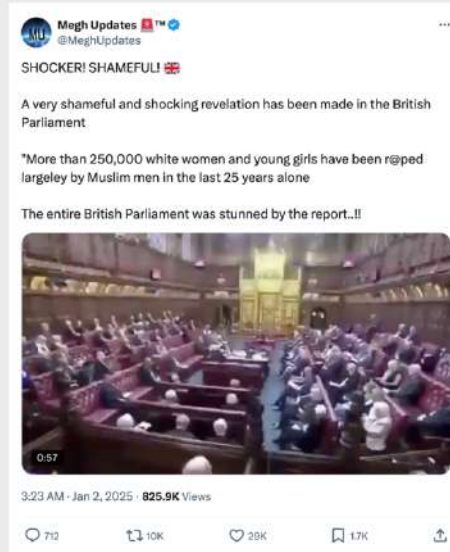 Megh Updates 🚨™
@MeghUpdates
SHOCKER! SHAMEFUL! 🇬🇧
A very shameful and shocking revelation has been made in the British
Parliament
"More than 250,000 white women and young girls have been r@ped
largeley by Muslim men in the last 25 years alone
The entire British Parliament was stunned by the report..!!
0:57
3:23 AM · Jan 2, 2025 · 825.9K Views
712 10K 29K 1.7K